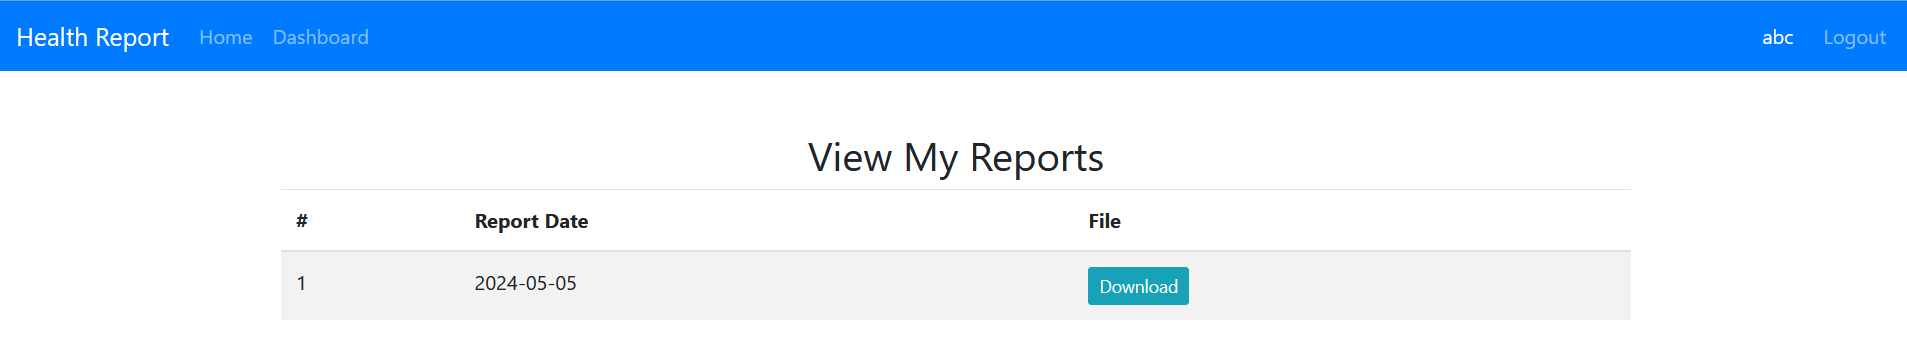 Health Report Home Dashboard abc Logout
View My Reports
# Report Date File
1 2024-05-05 Download